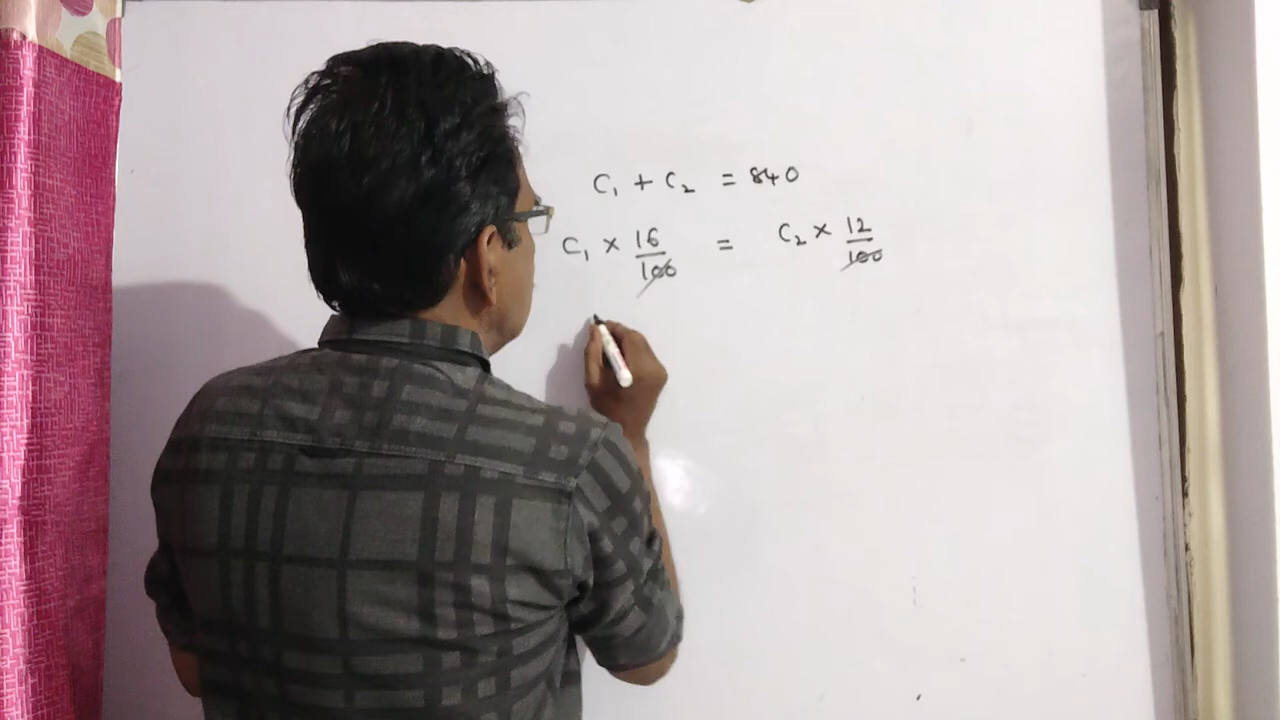 C₁ + C₂ = 840
C₁ × 16/100 = C₂ × 12/100